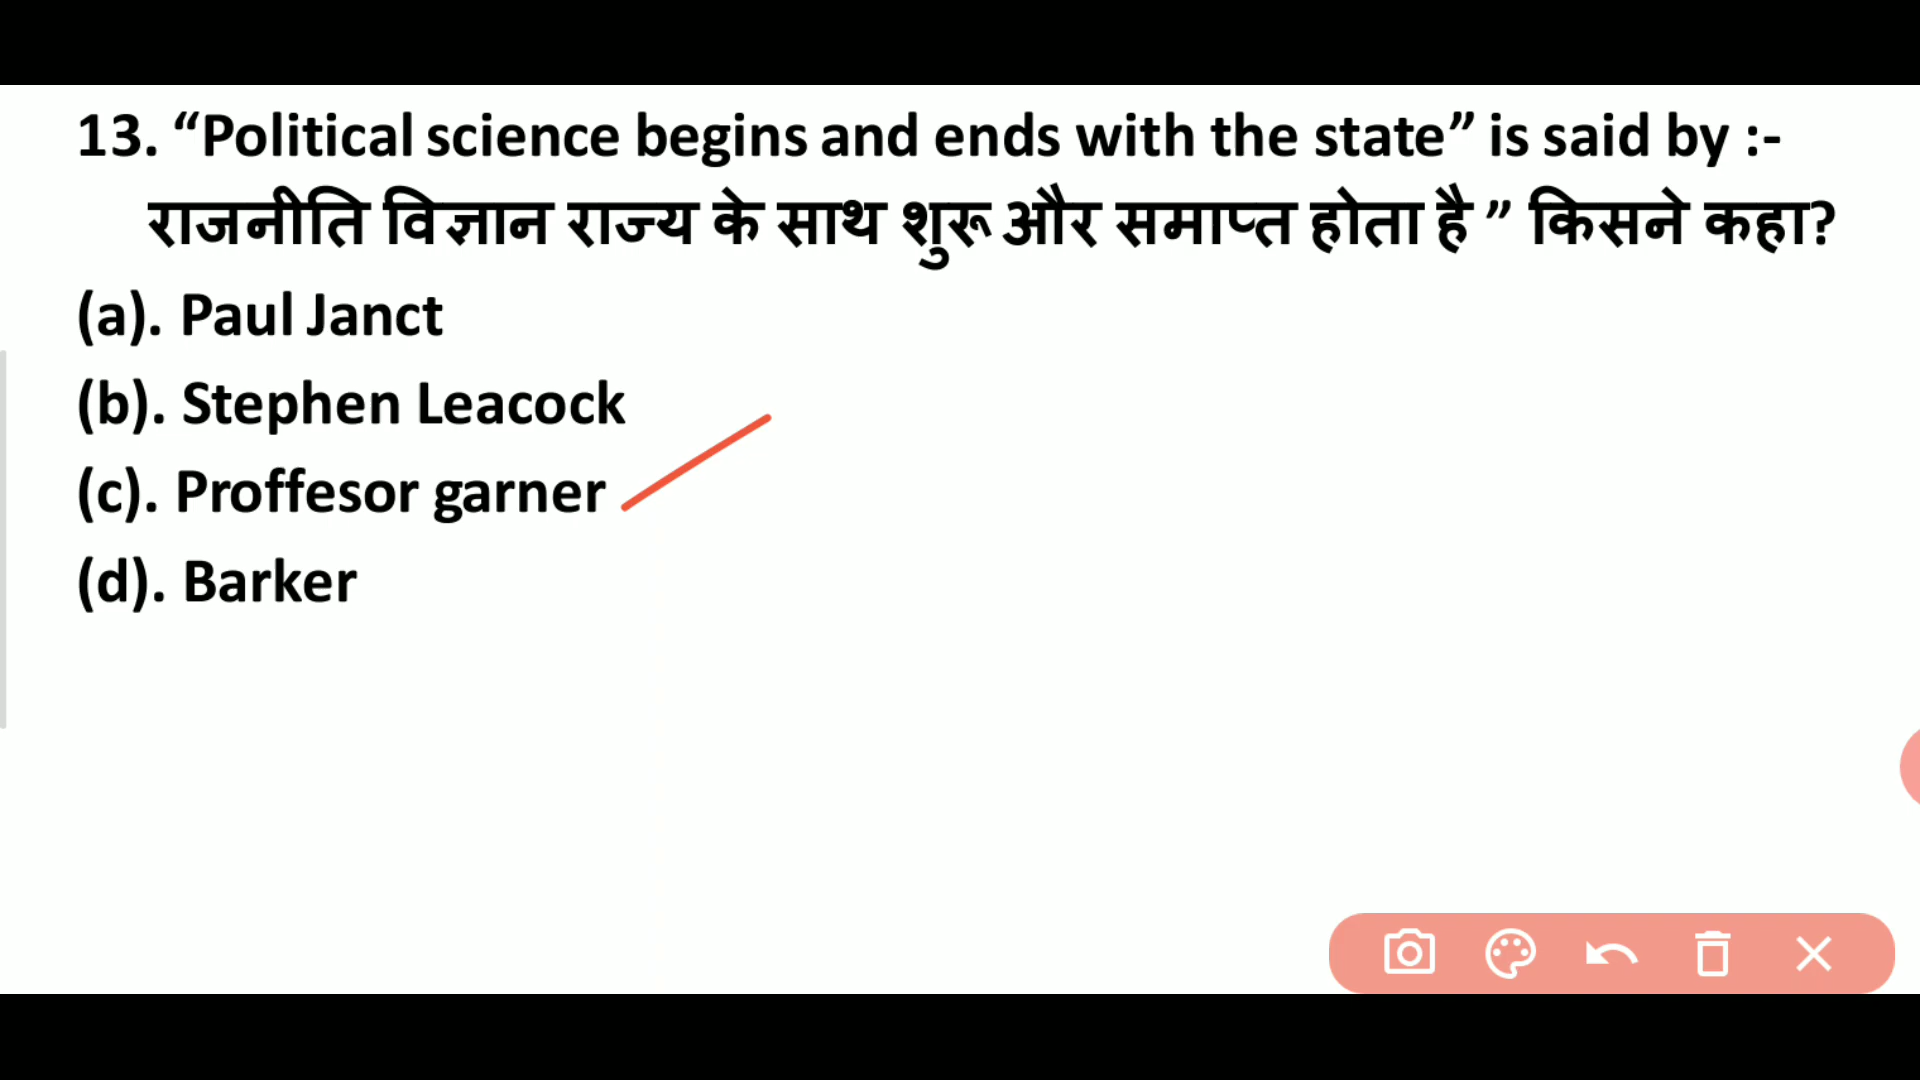 13. “Political science begins and ends with the state” is said by :-
राजनीति विज्ञान राज्य के साथ शुरू और समाप्त होता है ” किसने कहा?
(a). Paul Janct
(b). Stephen Leacock
(c). Proffesor garner
(d). Barker